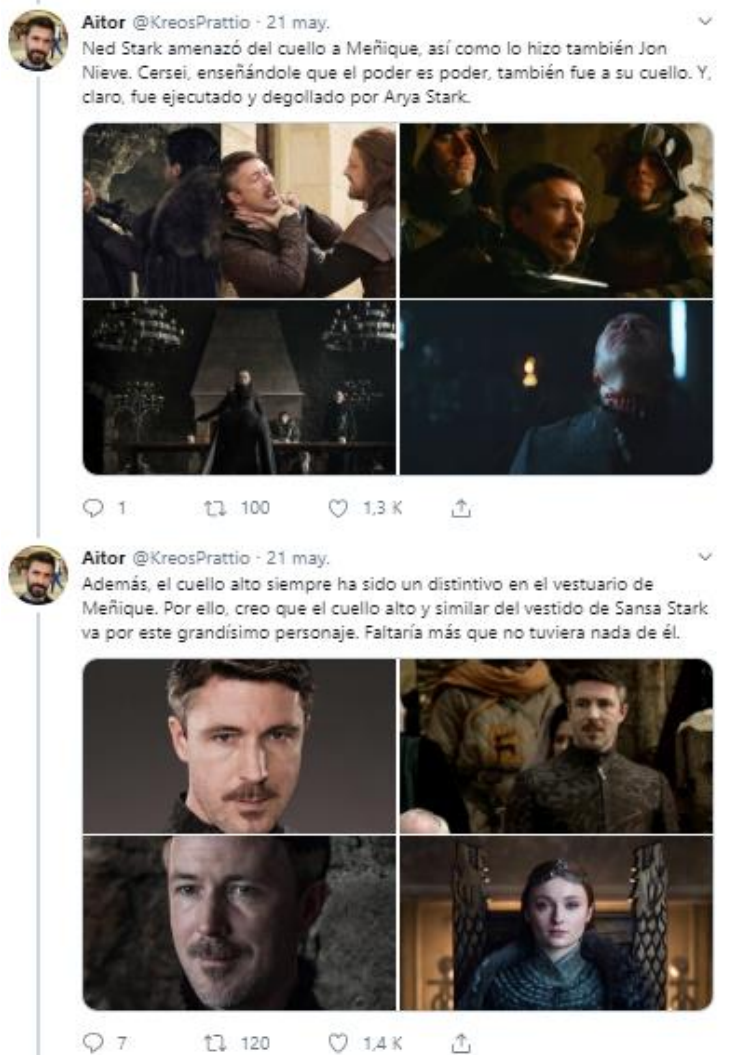 Aitor @KreosPrattio · 21 may.
Ned Stark amenazó del cuello a Meñique, así como lo hizo también Jon
Nieve. Cersei, enseñándole que el poder es poder, también fue a su cuello. Y,
claro, fue ejecutado y degollado por Arya Stark.
1 100 1,3 K
Aitor @KreosPrattio · 21 may.
Además, el cuello alto siempre ha sido un distintivo en el vestuario de
Meñique. Por ello, creo que el cuello alto y similar del vestido de Sansa Stark
va por este grandísimo personaje. Faltaría más que no tuviera nada de él.
7 120 1,4 K